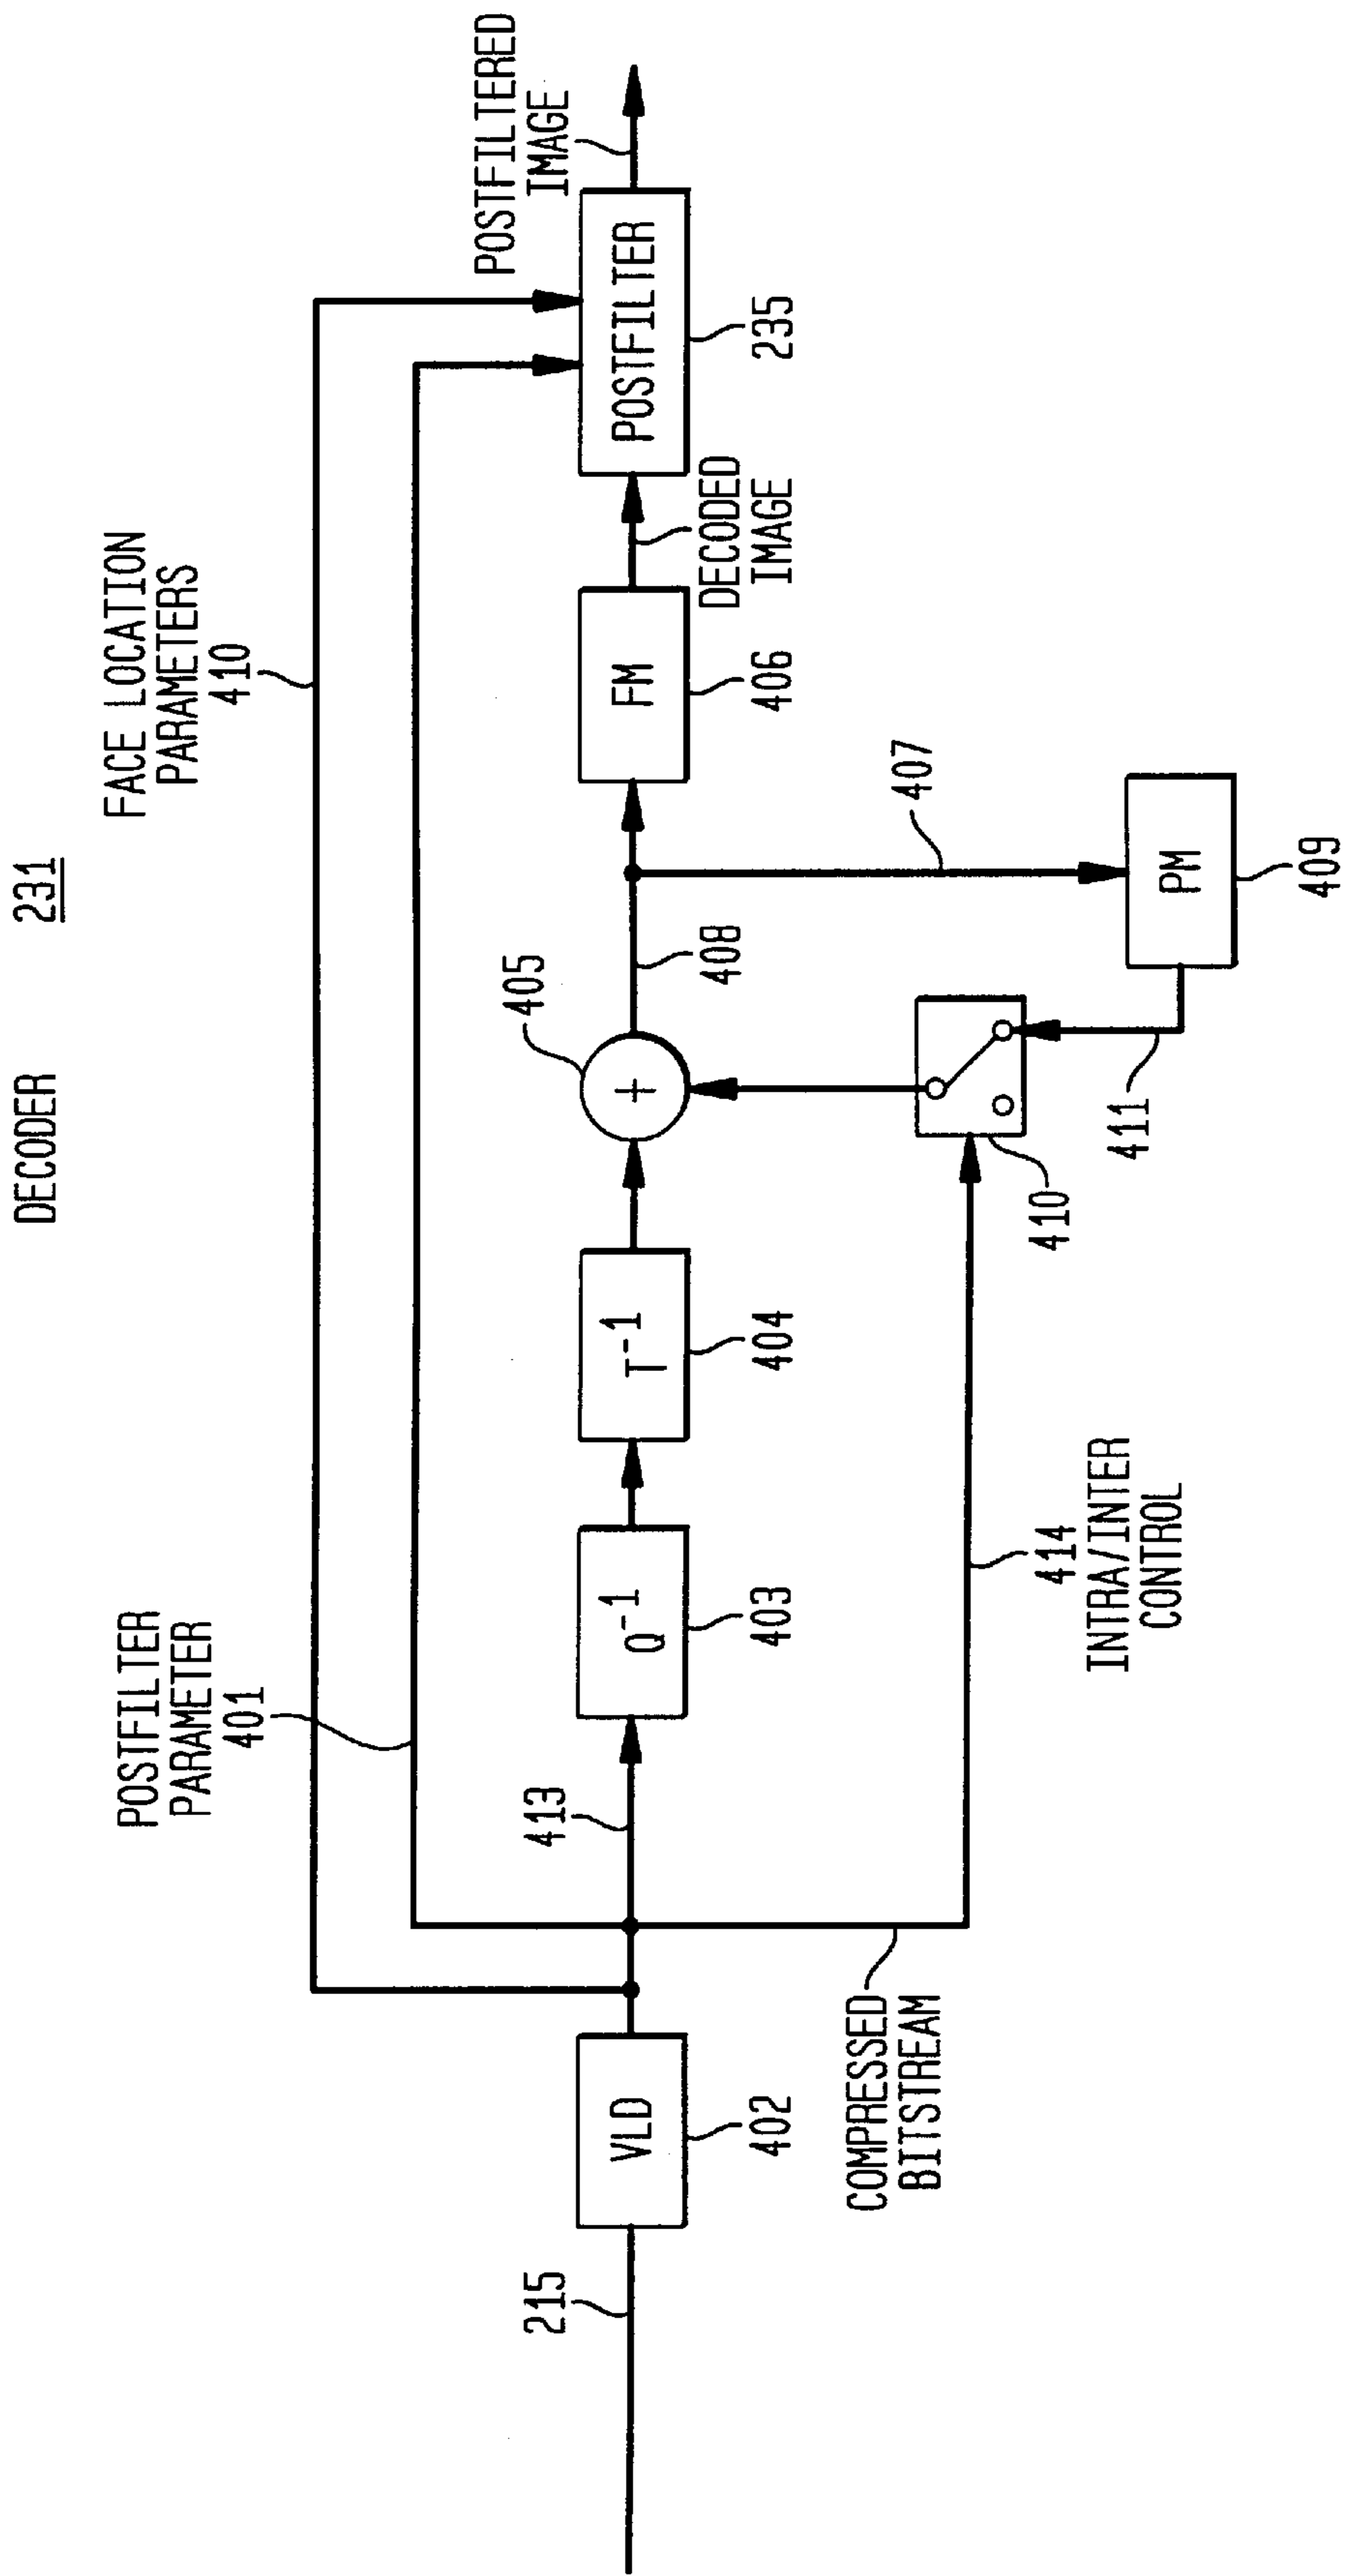 DECODER 231
FACE LOCATION
PARAMETERS
410
POSTFILTER
PARAMETER
401
POSTFILTERED
IMAGE
215
VLD
402
413
Q-1
403
T-1
404
405
+
408
FM
406
DECODED
IMAGE
POSTFILTER
235
407
PM
409
411
410
414
INTRA/INTER
CONTROL
COMPRESSED
BITSTREAM